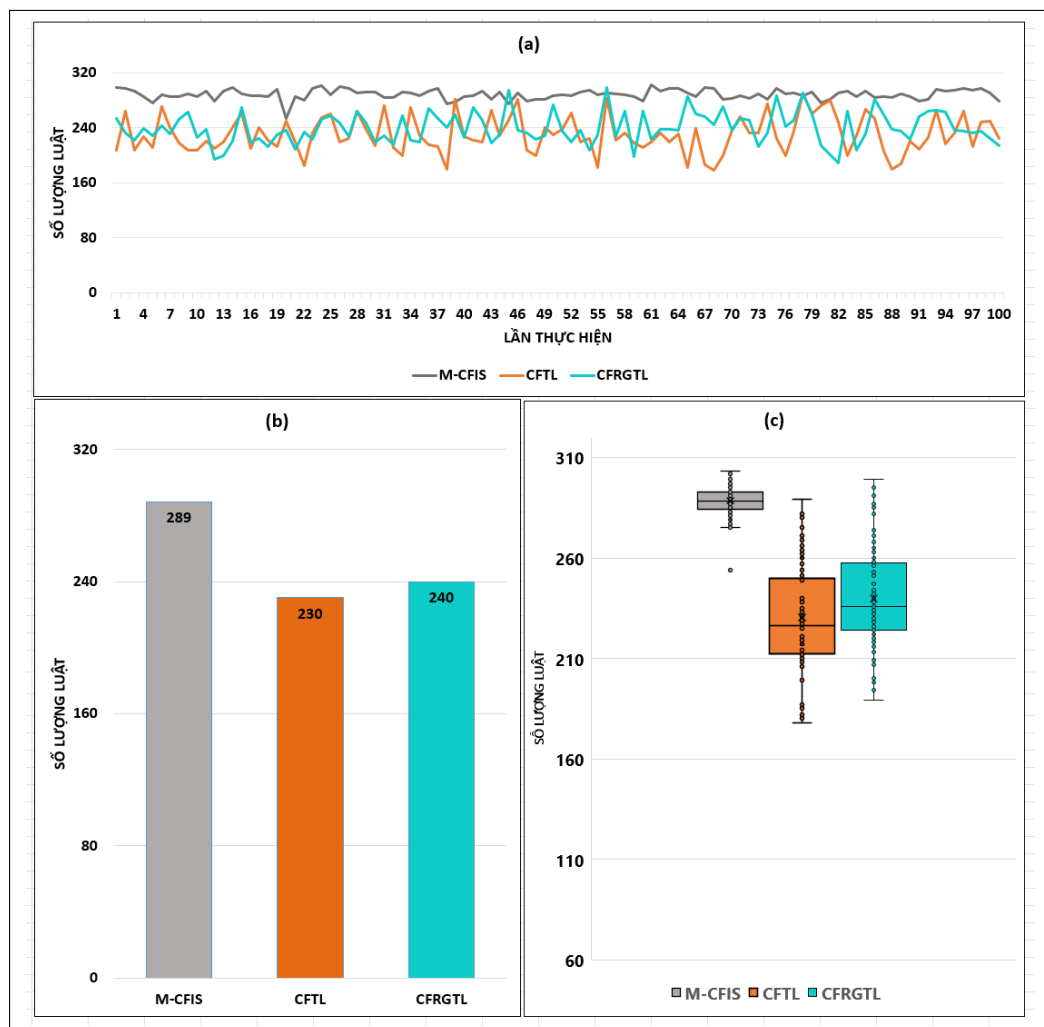 (a)
320
240
160
80
0
SỐ LƯỢNG LUẬT
1 4 7 10 13 16 19 22 25 28 31 34 37 40 43 46 49 52 55 58 61 64 67 70 73 76 79 82 85 88 91 94 97 100
LẦN THỰC HIỆN
M-CFIS CFTL CFRGTL
(b)
320
240
160
80
0
SỐ LƯỢNG LUẬT
289
230
240
M-CFIS CFTL CFRGTL
(c)
310
260
210
160
110
60
SỐ LƯỢNG LUẬT
M-CFIS CFTL CFRGTL